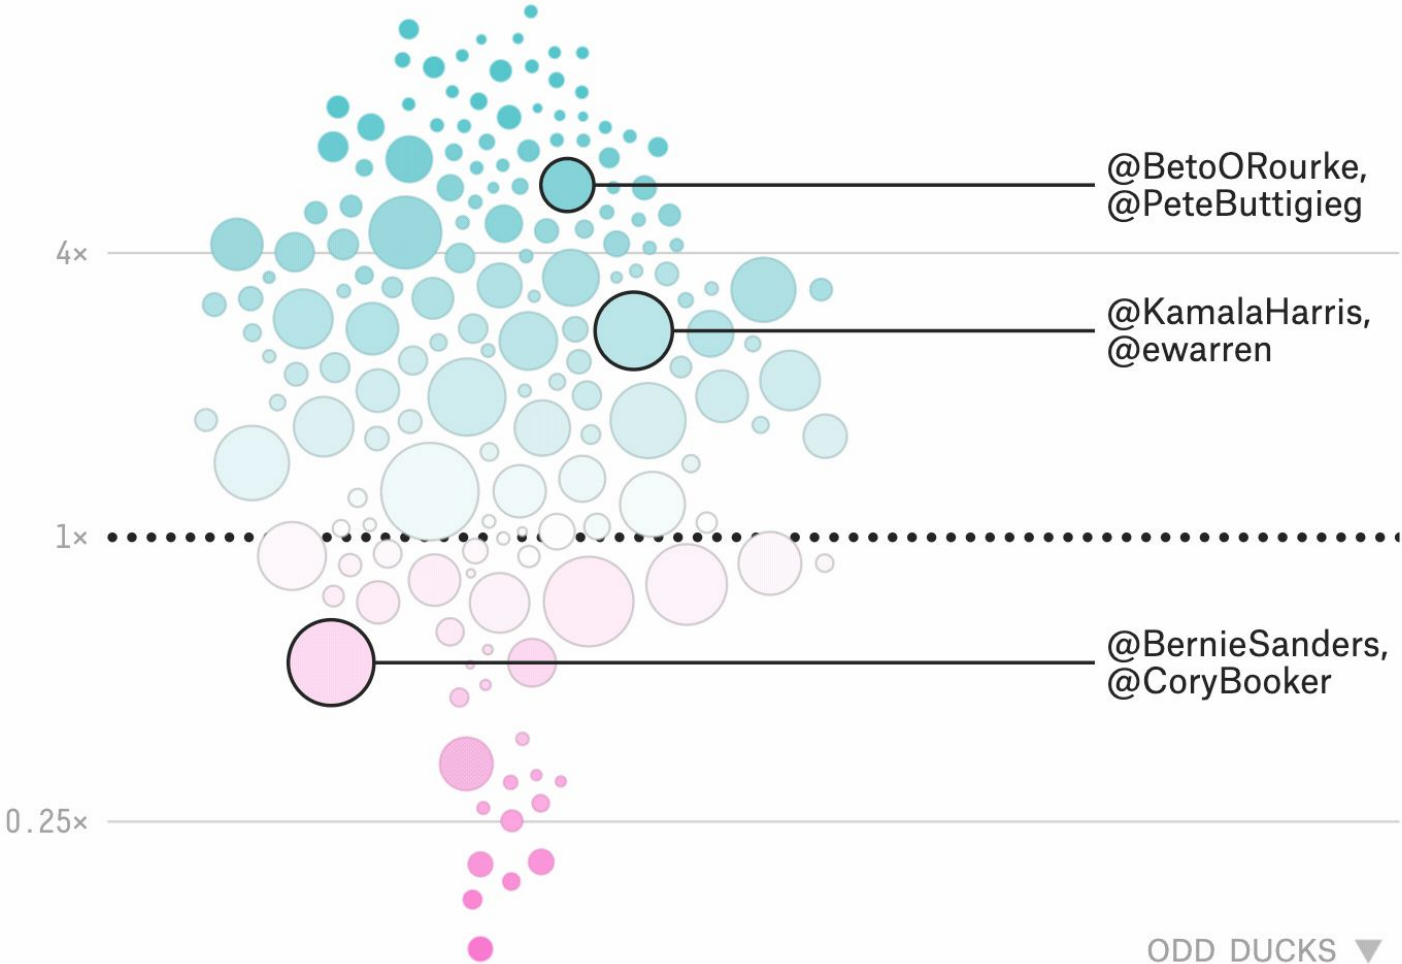 @BetoORourke,
@PeteButtigieg
4×
@KamalaHarris,
@ewarren
1×
@BernieSanders,
@CoryBooker
0.25×
ODD DUCKS ▼